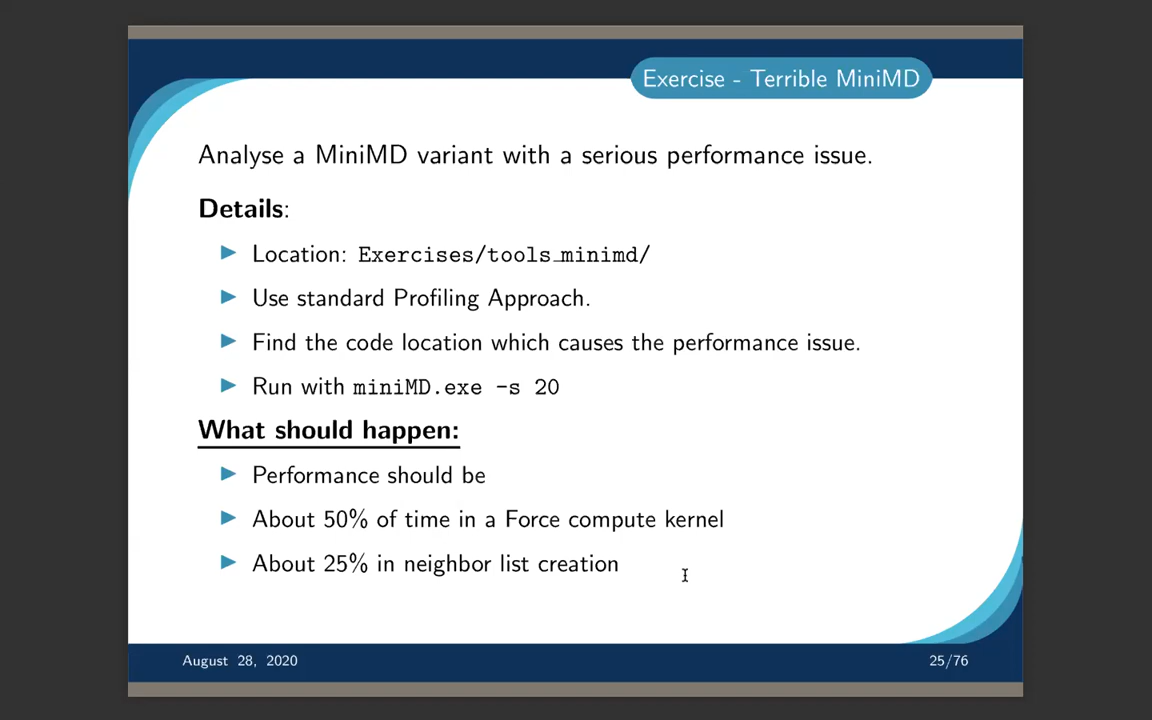 Exercise - Terrible MiniMD
Analyse a MiniMD variant with a serious performance issue.
Details:
Location: Exercises/tools_minimd/
Use standard Profiling Approach.
Find the code location which causes the performance issue.
Run with miniMD.exe -s 20
What should happen:
Performance should be
About 50% of time in a Force compute kernel
About 25% in neighbor list creation
August 28, 2020
25/76